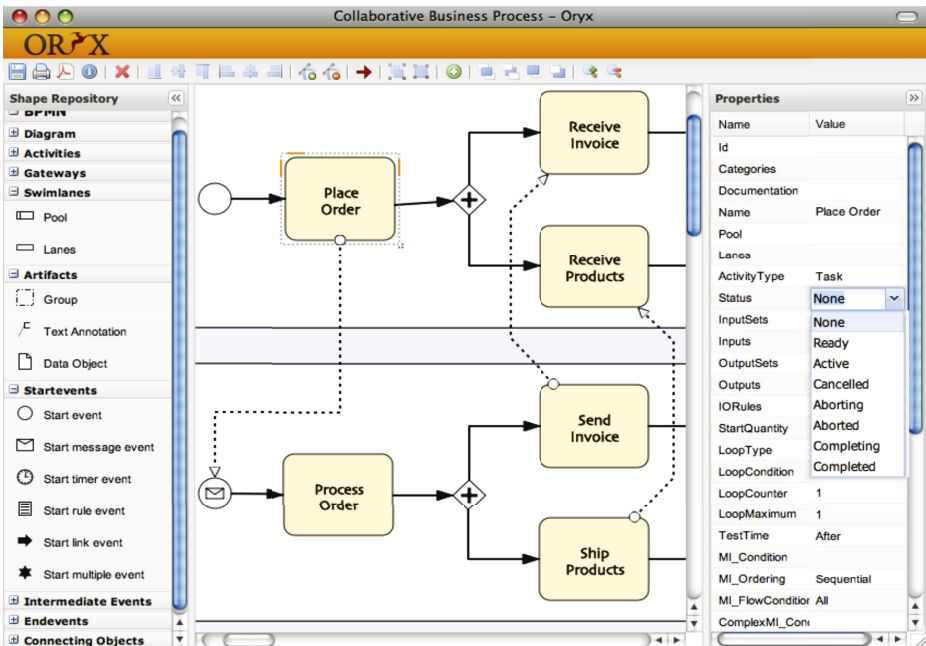 Collaborative Business Process – Oryx
ORYX
Shape Repository
BPMN
Diagram
Activities
Gateways
Swimlanes
Pool
Lanes
Artifacts
Group
Text Annotation
Data Object
Startevents
Start event
Start message event
Start timer event
Start rule event
Start link event
Start multiple event
Intermediate Events
Endevents
Connecting Objects
Place
Order
Receive
Invoice
Receive
Products
Send
Invoice
Process
Order
Ship
Products
Properties
Name Value
Id
Categories
Documentation
Name Place Order
Pool
Lanes
ActivityType Task
Status None
InputSets None
Inputs Ready
OutputSets Active
Outputs Cancelled
IORules Aborting
StartQuantity Aborted
LoopType Completing
LoopCondition Completed
LoopCounter 1
LoopMaximum 1
TestTime After
MI_Condition
MI_Ordering Sequential
MI_FlowCondition All
ComplexMI_Con